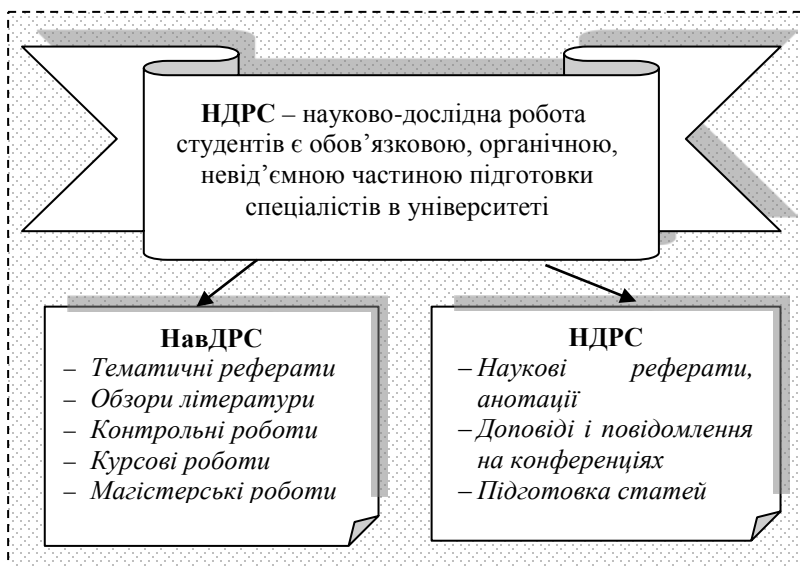 НДРС – науково-дослідна робота
студентів є обов’язковою, органічною,
невід’ємною частиною підготовки
спеціалістів в університеті
НавДРС
– Тематичні реферати
– Обзори літератури
– Контрольні роботи
– Курсові роботи
– Магістерські роботи
НДРС
– Наукові реферати,
анотації
– Доповіді і повідомлення
на конференціях
– Підготовка статей